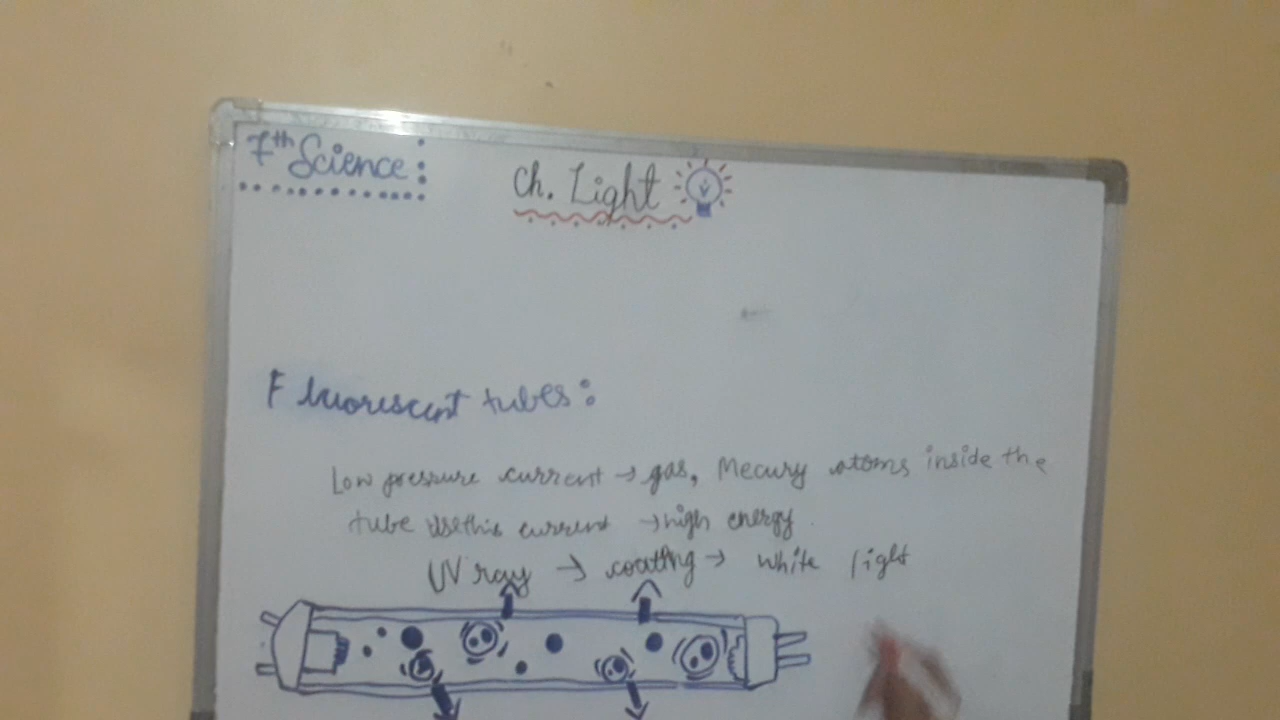 7th Science:
Ch. Light
Fluorescent tubes:
Low pressure current → gas, Mecury atoms inside the
tube use this current → high energy.
UV ray → coating → white light